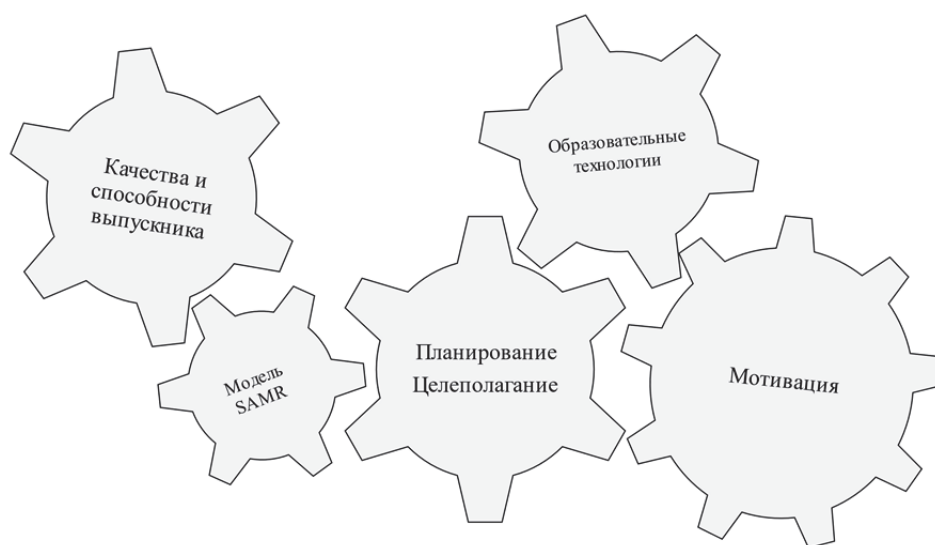 Качества и
способности
выпускника
Образовательные
технологии
Модель
SAMR
Планирование
Целеполагание
Мотивация